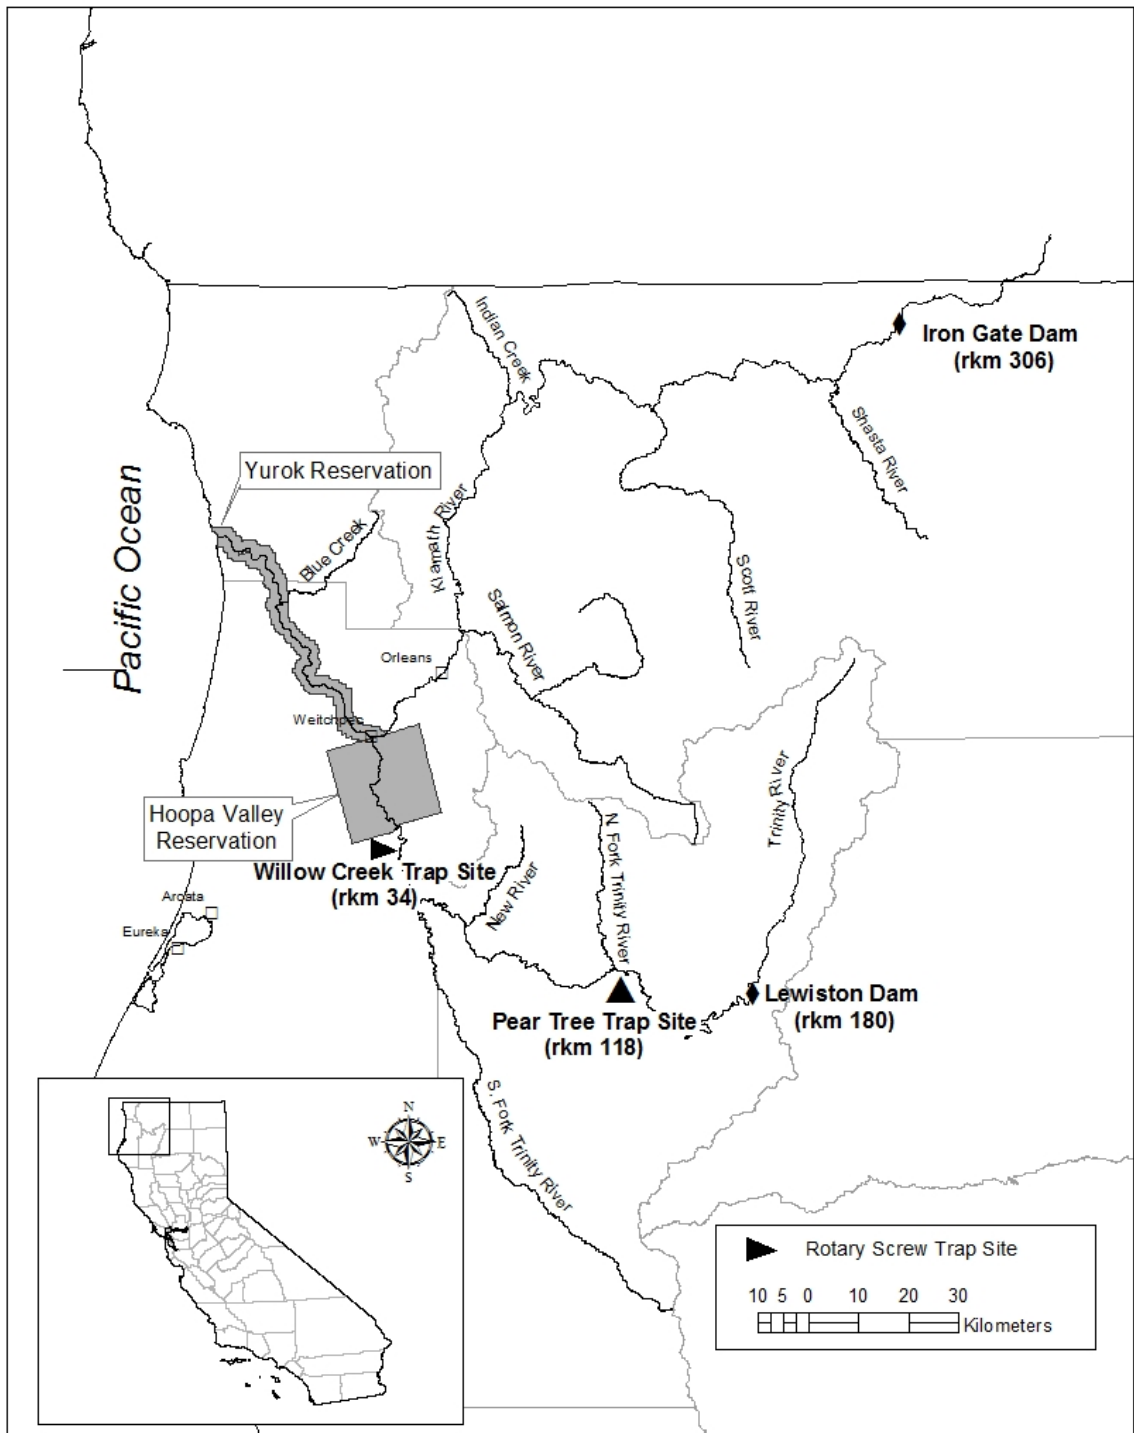 Indian Creek
Iron Gate Dam
(rkm 306)
Shasta River
Yurok Reservation
Pacific Ocean
Blue Creek
Klamath River
Scott River
Salmon River
Orleans
Weitchpec
Trinity River
Hoopa Valley
Reservation
N. Fork Trinity River
Willow Creek Trap Site
(rkm 34)
New River
Arcata
Eureka
Lewiston Dam
(rkm 180)
Pear Tree Trap Site
(rkm 118)
S. Fork Trinity River
N
W
E
S
Rotary Screw Trap Site
10 5 0 10 20 30
Kilometers